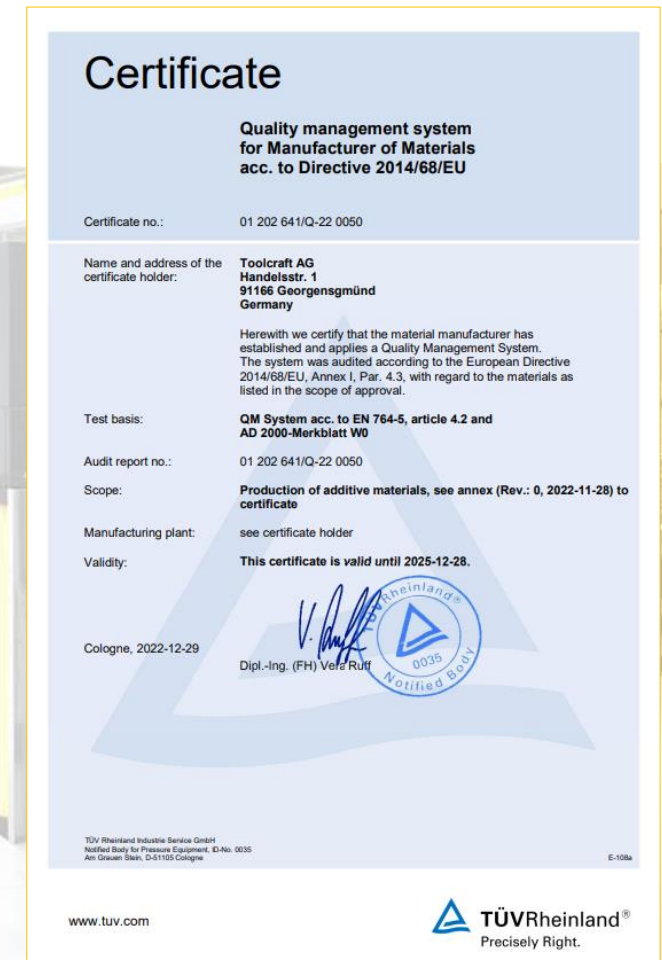 Certificate
Quality management system
for Manufacturer of Materials
acc. to Directive 2014/68/EU
Certificate no.: 01 202 641/Q-22 0050
Name and address of the certificate holder:
Toolcraft AG
Handelsstr. 1
91166 Georgensgmünd
Germany
Herewith we certify that the material manufacturer has
established and applies a Quality Management System.
The system was audited according to the European Directive
2014/68/EU, Annex I, Par. 4.3, with regard to the materials as
listed in the scope of approval.
Test basis: QM System acc. to EN 764-5, article 4.2 and
AD 2000-Merkblatt W0
Audit report no.: 01 202 641/Q-22 0050
Scope: Production of additive materials, see annex (Rev.: 0, 2022-11-28) to
certificate
Manufacturing plant: see certificate holder
Validity: This certificate is valid until 2025-12-28.
V. Ruff
TÜVRheinland®
0035
Notified Body
Cologne, 2022-12-29
Dipl.-Ing. (FH) Vera Ruff
TÜV Rheinland Industrie Service GmbH
Notified Body for Pressure Equipment, ID-No. 0035
Am Grauen Stein, D-51105 Cologne
E-108a
www.tuv.com
TÜVRheinland®
Precisely Right.